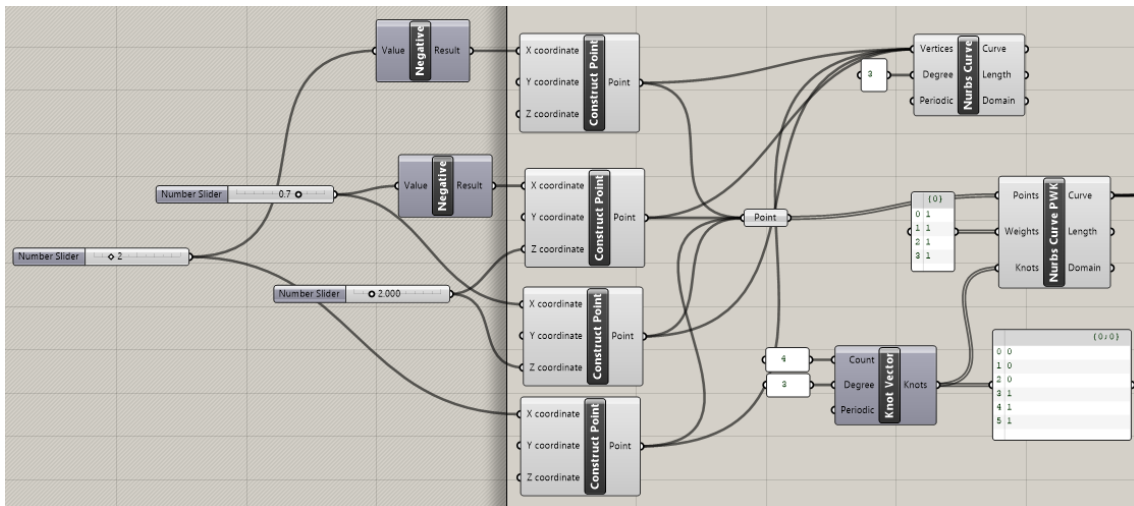 Value
Negative
Result
X coordinate
Y coordinate
Z coordinate
Construct Point
Point
Vertices
Degree
Periodic
Nurbs Curve
Curve
Length
Domain
3
Number Slider
0.7
Value
Negative
Result
X coordinate
Y coordinate
Z coordinate
Construct Point
Point
Point
{0}
0 1
1 1
2 1
3 1
Points
Weights
Knots
Nurbs Curve PWK
Curve
Length
Domain
Number Slider
2
Number Slider
2.000
X coordinate
Y coordinate
Z coordinate
Construct Point
Point
4
3
Count
Degree
Periodic
Knot Vector
Knots
{0;0}
0 0
1 0
2 0
3 1
4 1
5 1
X coordinate
Y coordinate
Z coordinate
Construct Point
Point